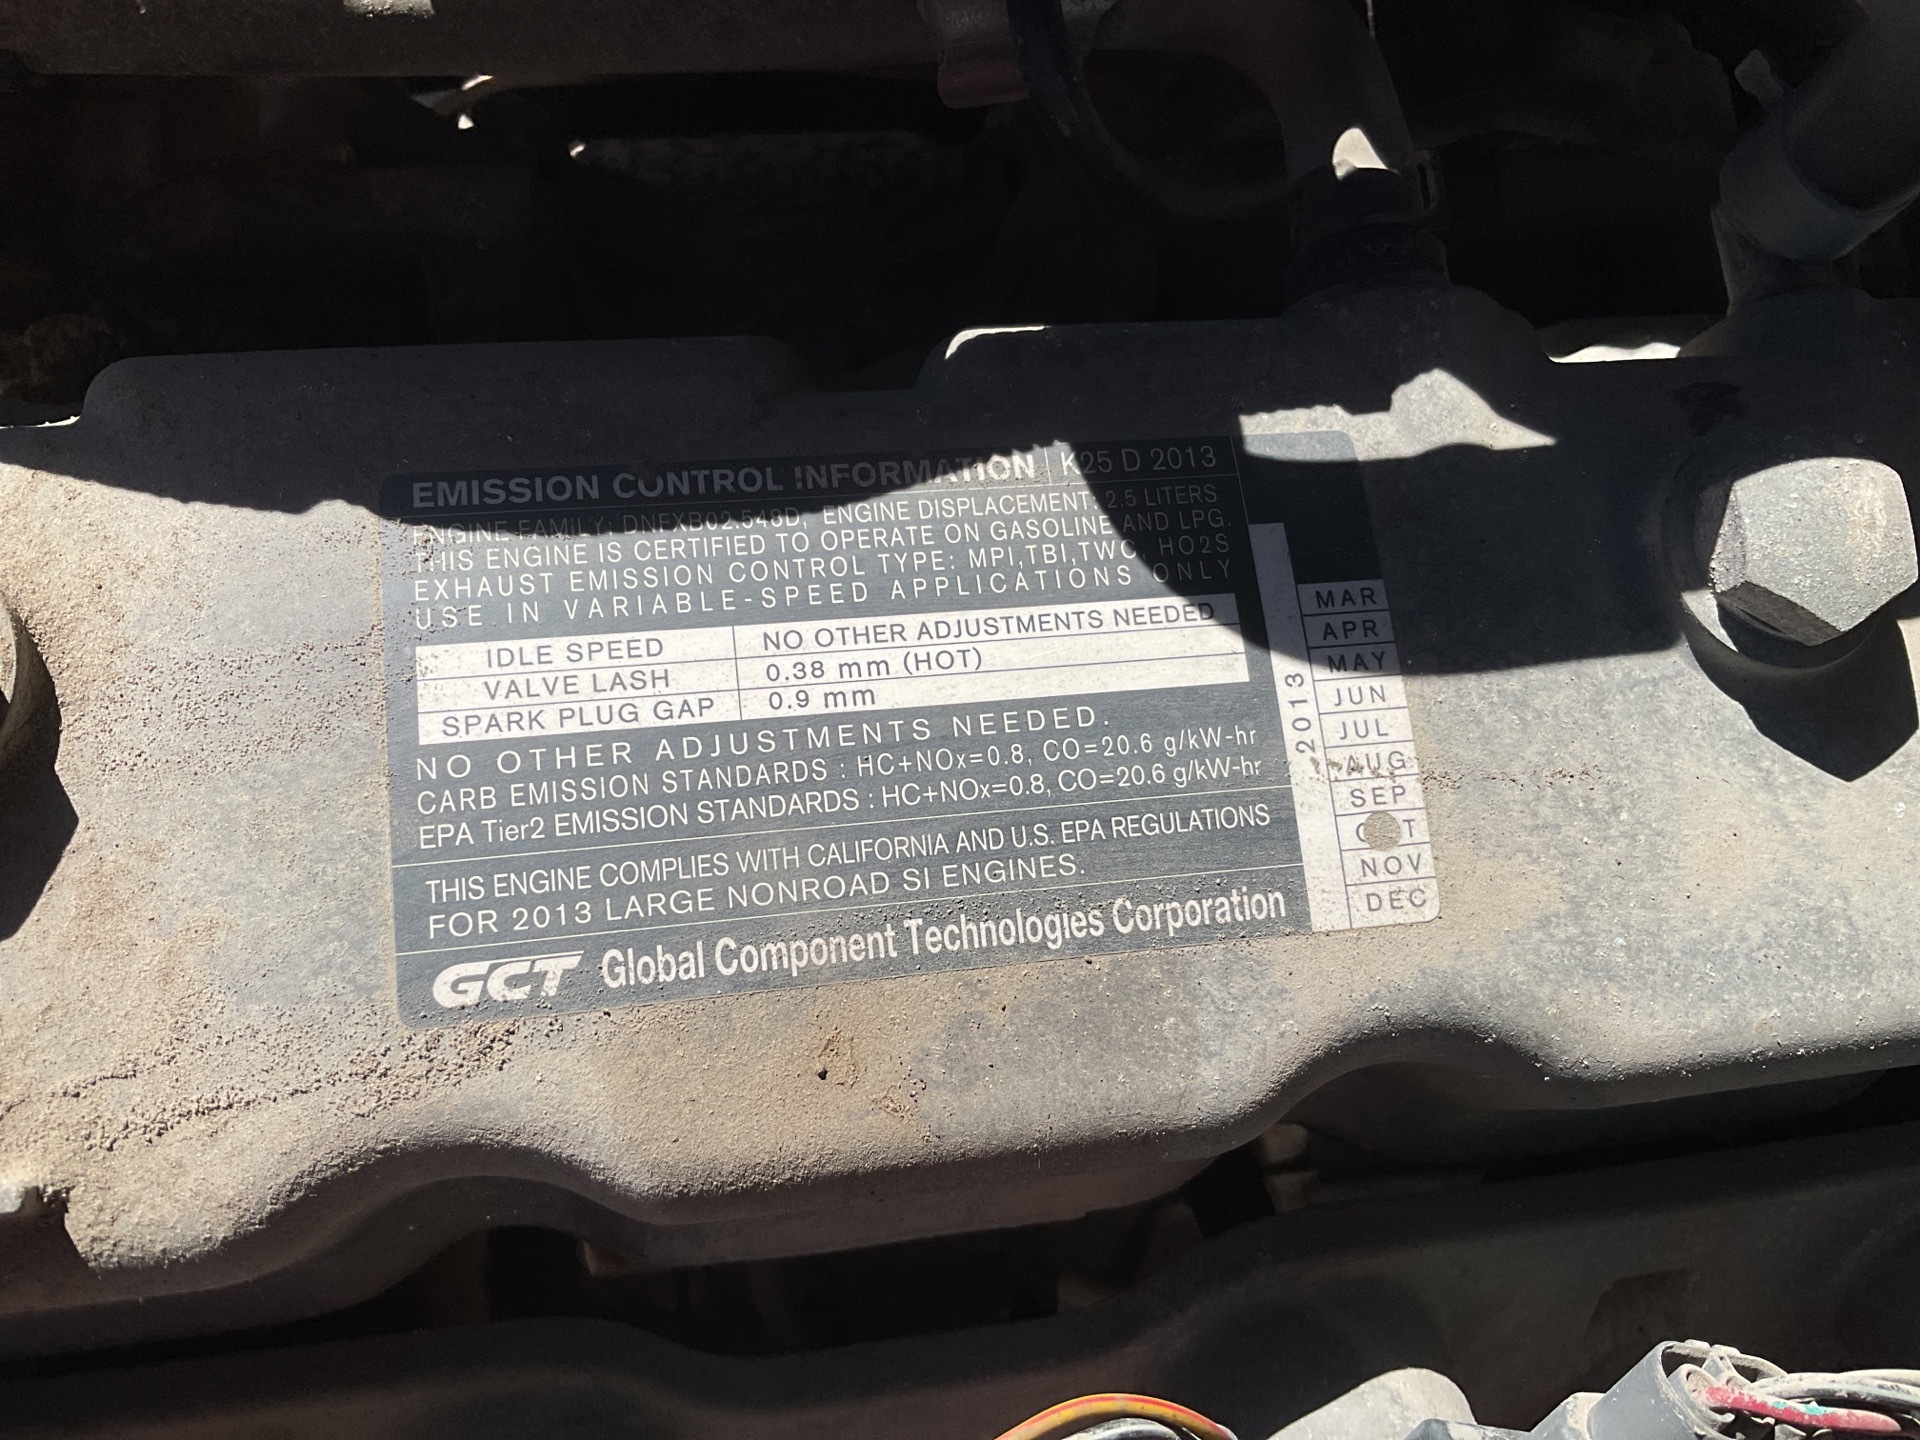 EMISSION CONTROL INFORMATION K25 D 2013
ENGINE FAMILY: DNFXB02.548D, ENGINE DISPLACEMENT: 2.5 LITERS
THIS ENGINE IS CERTIFIED TO OPERATE ON GASOLINE AND LPG.
EXHAUST EMISSION CONTROL TYPE: MPI,TBI,TWC, HO2S
USE IN VARIABLE-SPEED APPLICATIONS ONLY
IDLE SPEED NO OTHER ADJUSTMENTS NEEDED
VALVE LASH 0.38 mm (HOT)
SPARK PLUG GAP 0.9 mm
NO OTHER ADJUSTMENTS NEEDED.
CARB EMISSION STANDARDS : HC+NOx=0.8, CO=20.6 g/kW-hr
EPA Tier2 EMISSION STANDARDS : HC+NOx=0.8, CO=20.6 g/kW-hr
THIS ENGINE COMPLIES WITH CALIFORNIA AND U.S. EPA REGULATIONS
FOR 2013 LARGE NONROAD SI ENGINES.
GCT Global Component Technologies Corporation
2013
MAR
APR
MAY
JUN
JUL
AUG
SEP
OCT
NOV
DEC